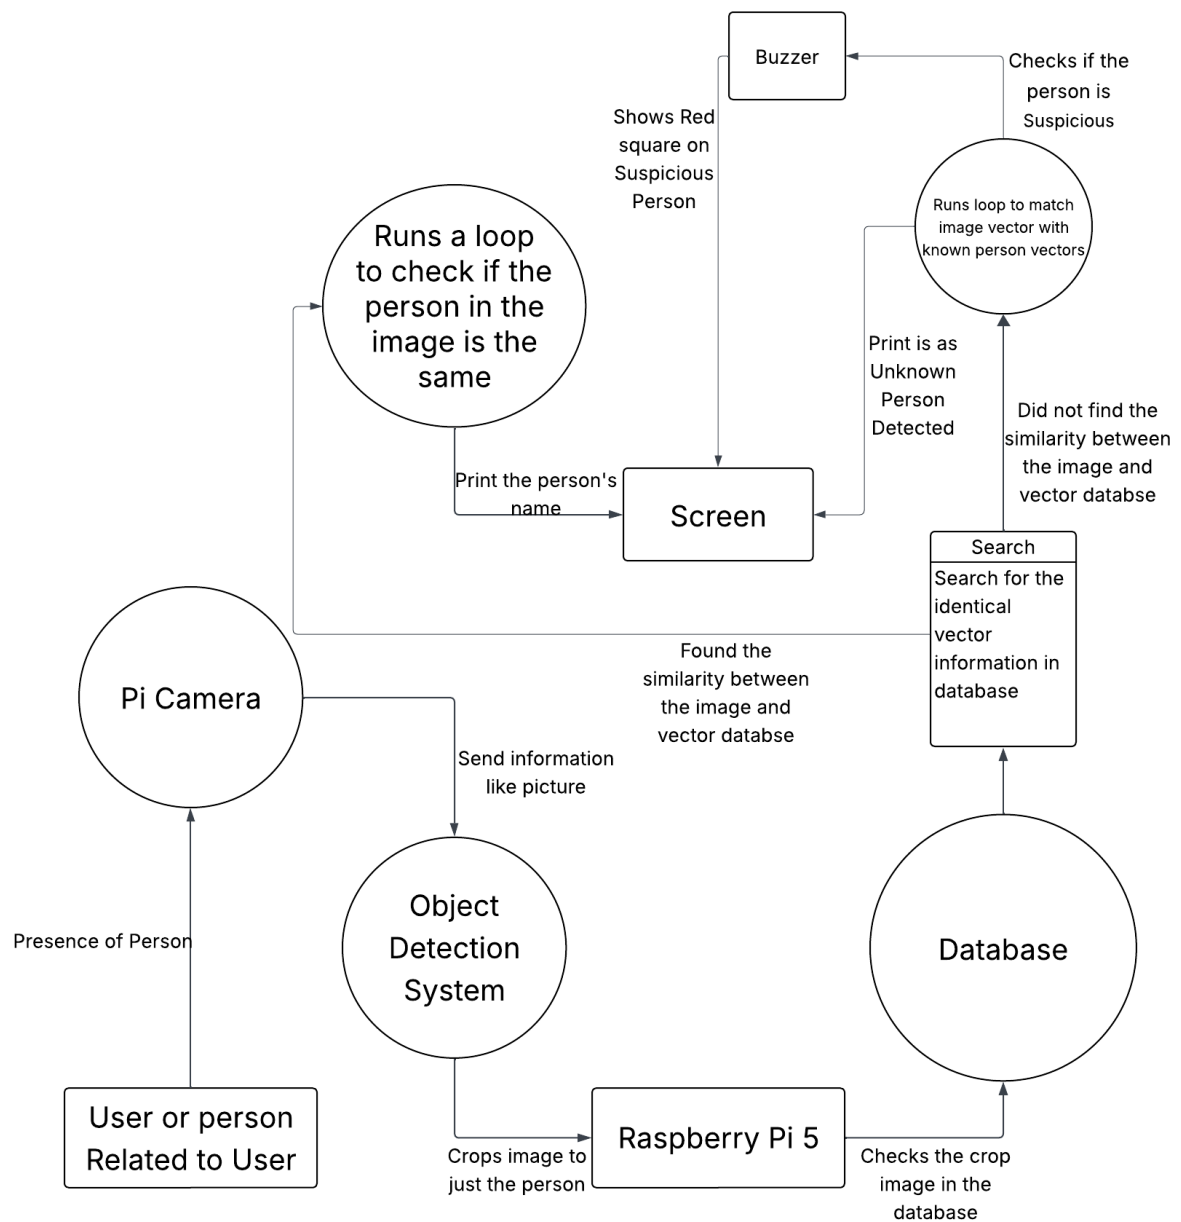 Buzzer
Checks if the
person is
Suspicious
Shows Red
square on
Suspicious
Person
Runs loop to match
image vector with
known person vectors
Runs a loop
to check if the
person in the
image is the
same
Print is as
Unknown
Person
Detected
Did not find the
similarity between
the image and
vector databse
Print the person's
name
Screen
Search
Search for the
identical
vector
information in
database
Found the
similarity between
the image and
vector databse
Pi Camera
Send information
like picture
Object
Detection
System
Database
Presence of Person
User or person
Related to User
Raspberry Pi 5
Crops image to
just the person
Checks the crop
image in the
database